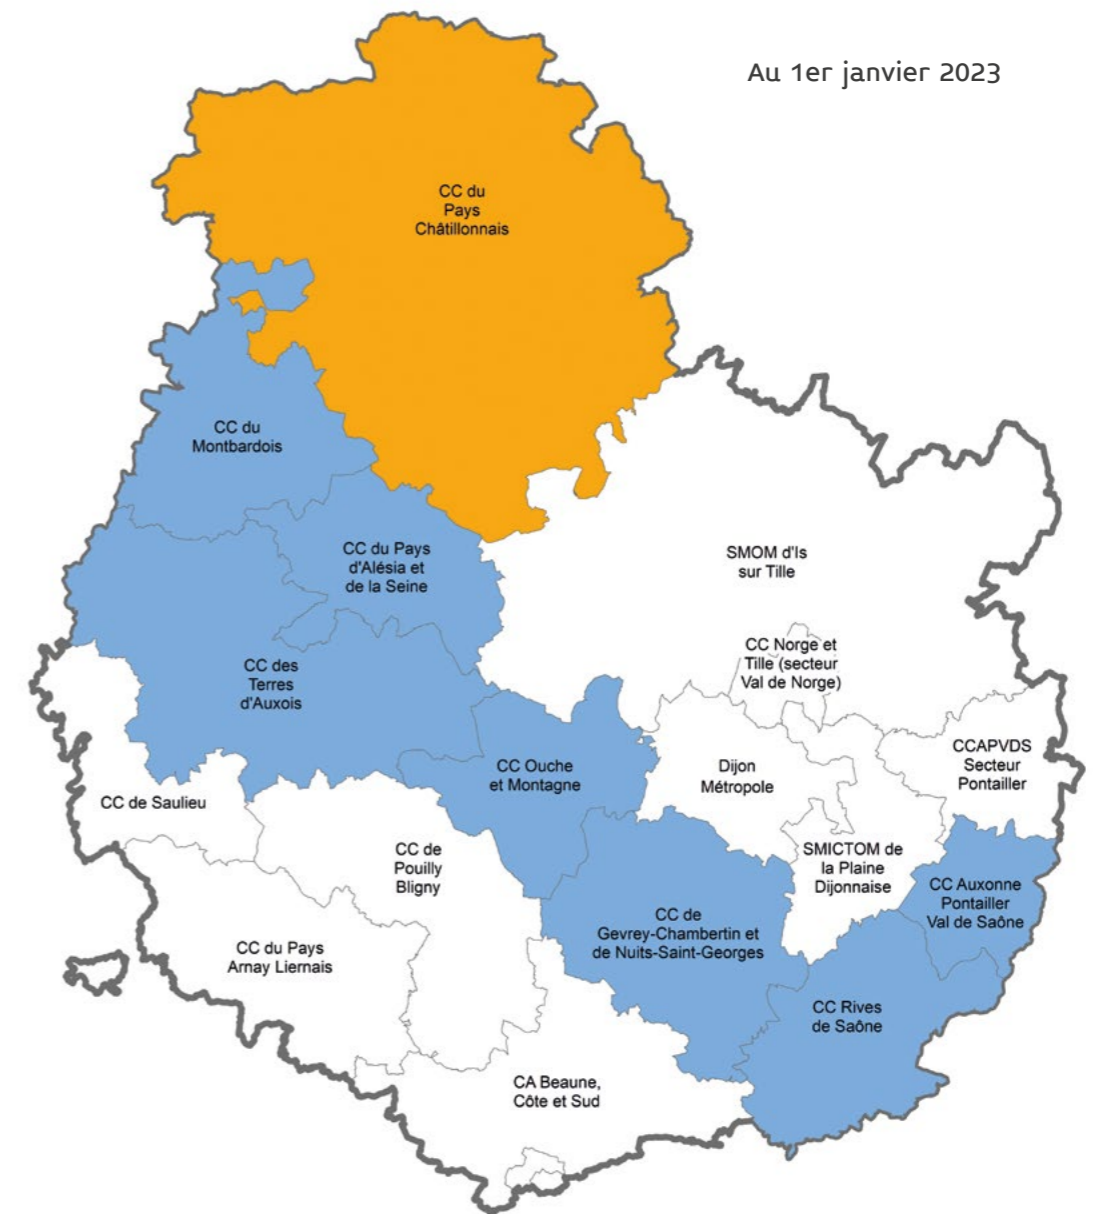 Au 1er janvier 2023
CC du
Pays
Châtillonnais
CC du
Montbardois
CC du Pays
d'Alésia et
de la Seine
SMOM d'Is
sur Tille
CC Norge et
Tille (secteur
Val de Norge)
CC des
Terres
d'Auxois
CCAPVDS
Secteur
Pontailler
CC Ouche
et Montagne
Dijon
Métropole
CC de Saulieu
CC de
Pouilly
Bligny
SMICTOM de
la Plaine
Dijonnaise
CC Auxonne
Pontailler
Val de Saône
CC de
Gevrey-Chambertin et
de Nuits-Saint-Georges
CC du Pays
Arnay Liernais
CC Rives
de Saône
CA Beaune,
Côte et Sud